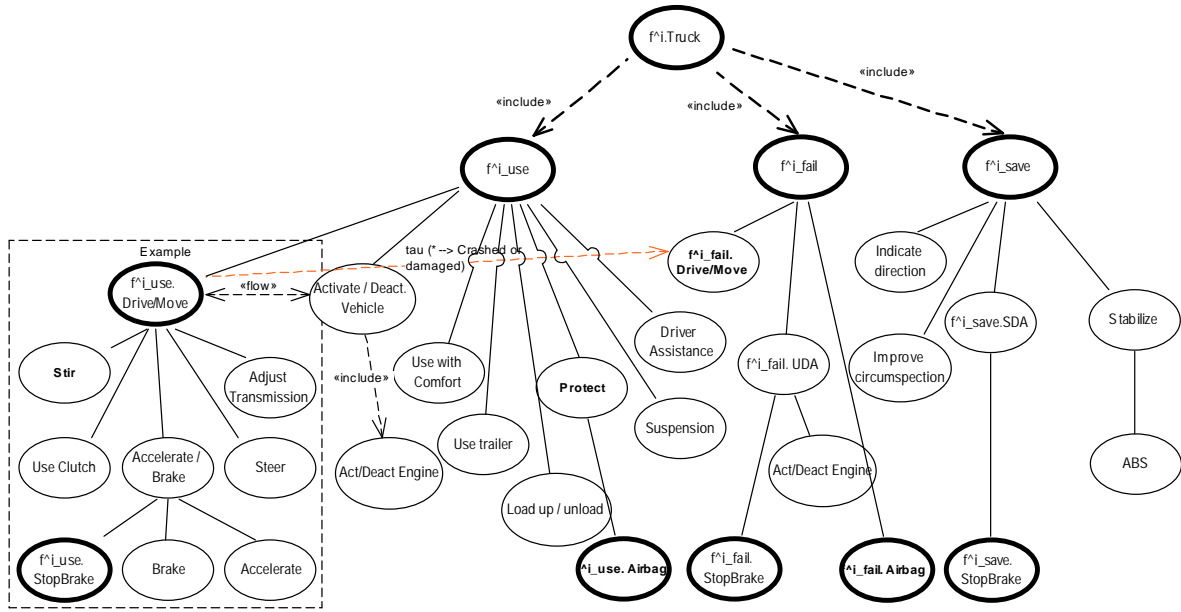 f^i.Truck
«include»
«include»
«include»
f^i_use
f^i_fail
f^i_save
Example
tau (* --> Crashed or
damaged)
f^i_fail.
Drive/Move
Indicate
direction
f^i_use.
Drive/Move
«flow»
Activate / Deact.
Vehicle
f^i_save.SDA
Stabilize
Driver
Assistance
Stir
Adjust
Transmission
«include»
Use with
Comfort
Protect
f^i_fail. UDA
Improve
circumspection
Suspension
Use Clutch
Accelerate /
Brake
Steer
Act/Deact Engine
Use trailer
Act/Deact Engine
ABS
Load up / unload
f^i_use.
StopBrake
Brake
Accelerate
^i_use. Airbag
f^i_fail.
StopBrake
f^i_fail. Airbag
f^i_save.
StopBrake